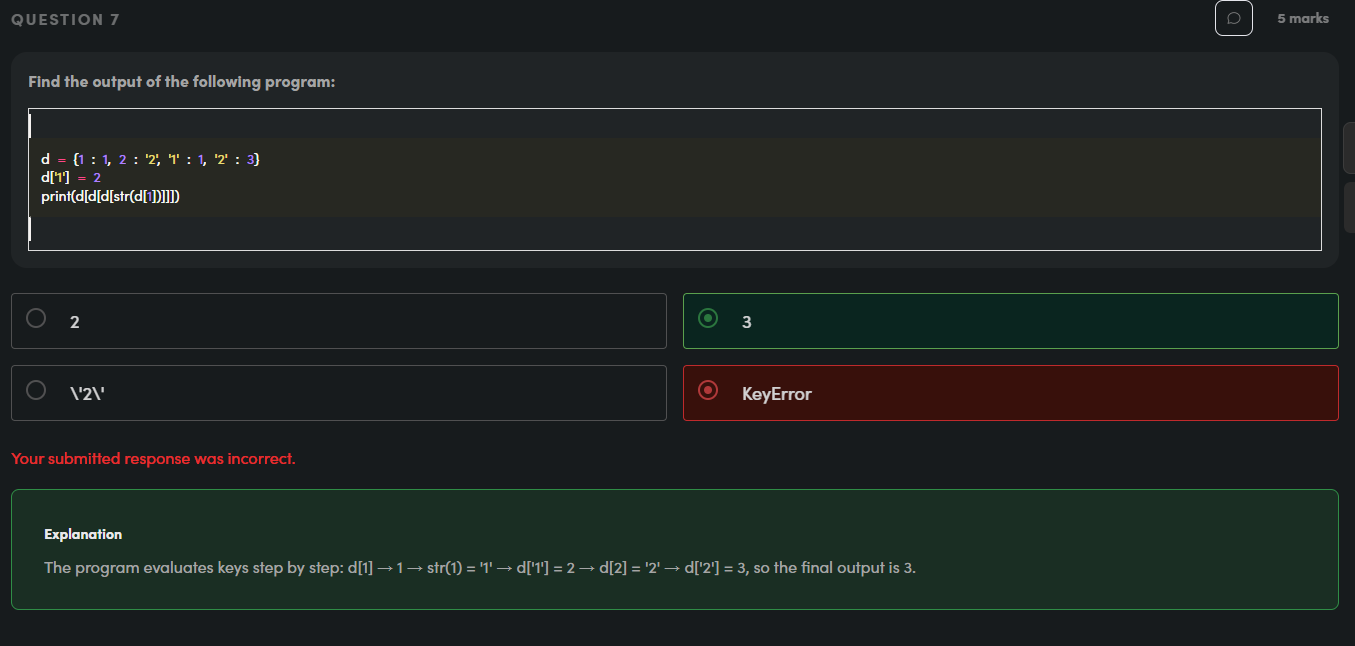 QUESTION 7
5 marks
Find the output of the following program:
d = {1 : 1, 2 : '2', '1' : 1, '2' : 3}
d['1'] = 2
print(d[d[d[str(d[1])]]])
2
3
\'2\'
KeyError
Your submitted response was incorrect.
Explanation
The program evaluates keys step by step: d[1] → 1 → str(1) = '1' → d['1'] = 2 → d[2] = '2' → d['2'] = 3, so the final output is 3.